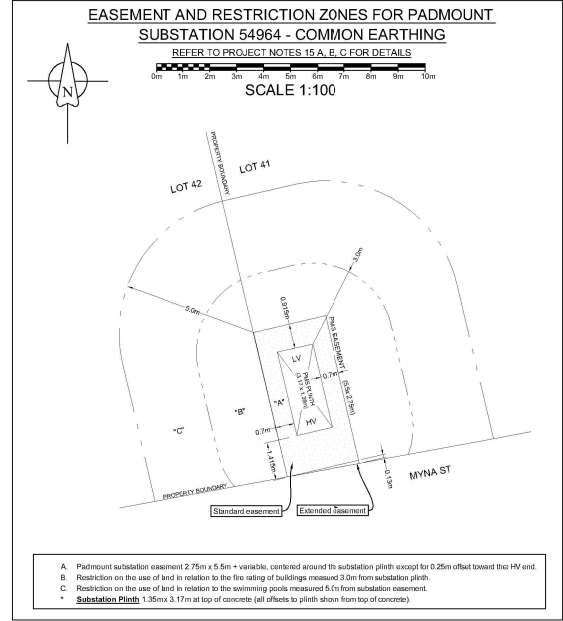 EASEMENT AND RESTRICTION Z0NES FOR PADMOUNT
SUBSTATION 54964 - COMMON EARTHING
REFER TO PROJECT NOTES 15 A, B, C FOR DETAILS
0m 1m 2m 3m 4m 5m 6m 7m 8m 9m 10m
SCALE 1:100
N
PROPERTY BOUNDARY
LOT 42
LOT 41
3.0m
5.0m
0.915m
PMS EASEMENT
(5.5x 2.75m)
LV
PMS PLINTH
(3.17 x 1.35m)
0.7m
"A"
"B"
"C"
HV
0.7m
1.415m
0.13m
MYNA ST
PROPERTY BOUNDARY
Standard easement
Extended easement
A. Padmount substation easement 2.75m x 5.5m + variable, centered around the substation plinth except for 0.25m offset toward the HV end.
B. Restriction on the use of land in relation to the fire rating of buildings measured 3.0m from substation plinth.
C. Restriction on the use of land in relation to the swimming pools measured 5.0m from substation easement.
* Substation Plinth 1.35mx 3.17m at top of concrete (all offsets to plinth shown from top of concrete).